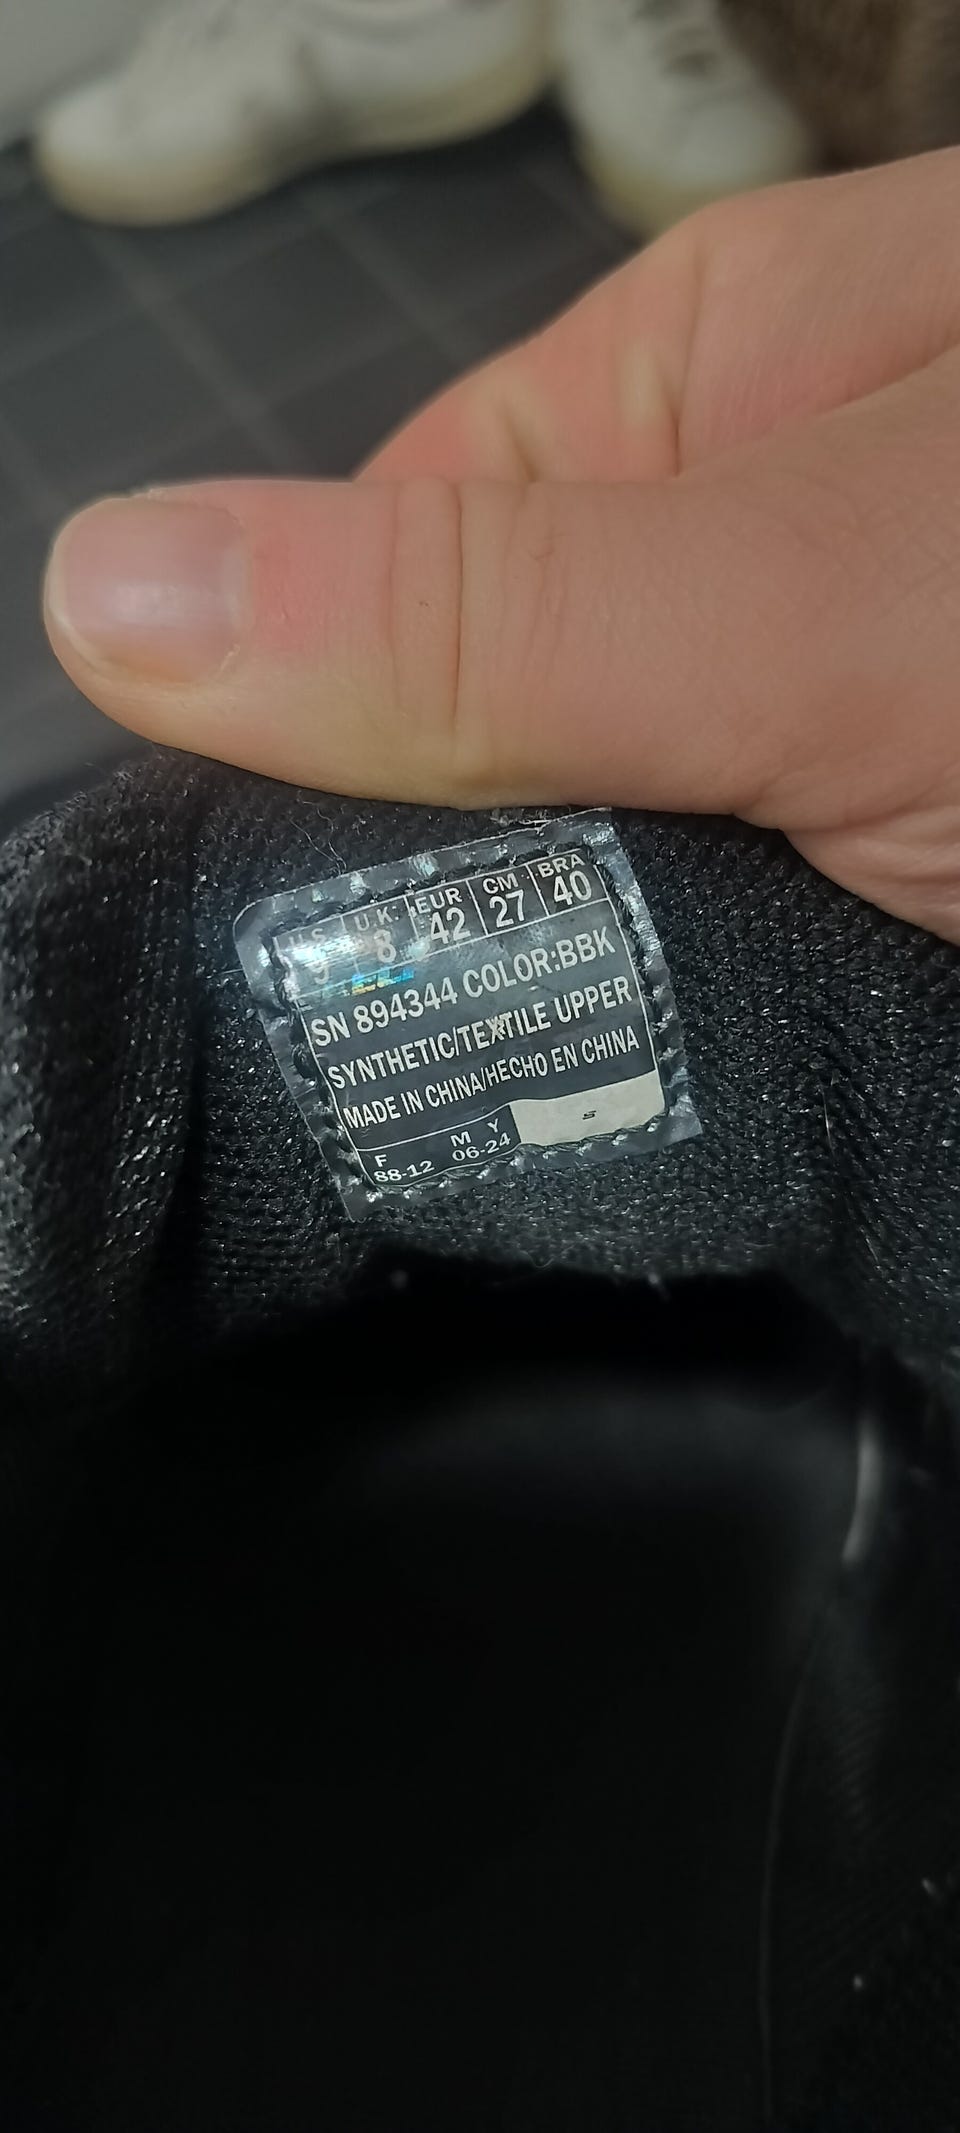 US U.K. EUR CM BRA
9 8 42 27 40
SN 894344 COLOR:BBK
SYNTHETIC/TEXTILE UPPER
MADE IN CHINA/HECHO EN CHINA
F M Y
88-12 06-24 S